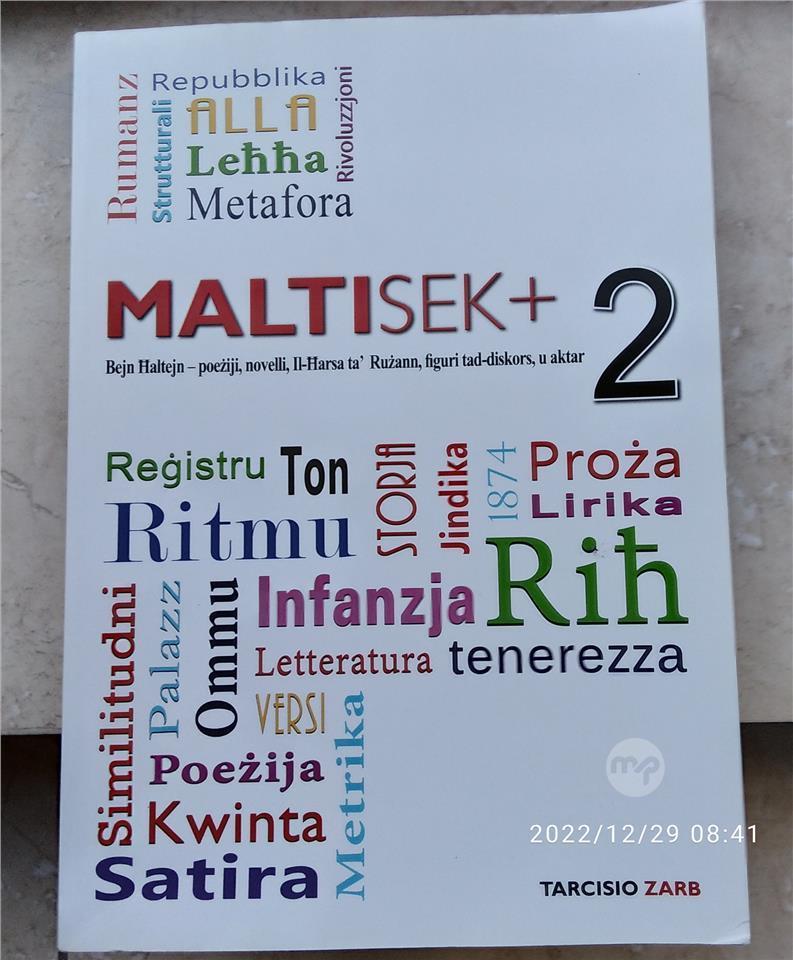 Rumanz
Strutturali
Repubblika
ALLA
Leħħa
Metafora
Rivoluzzjoni
MALTISEK+ 2
Bejn Ħaltejn – poeżiji, novelli, Il-Ħarsa ta' Rużann, figuri tad-diskors, u aktar
Reġistru
Ton
STORJA
Jindika
1874
Proża
Lirika
Ritmu
Riħ
Similitudni
Palazz
Ommu
Infanzja
Letteratura
tenerezza
VERSI
Metrika
Poeżija
Kwinta
Satira
mp
2022/12/29 08:41
TARCISIO ZARB